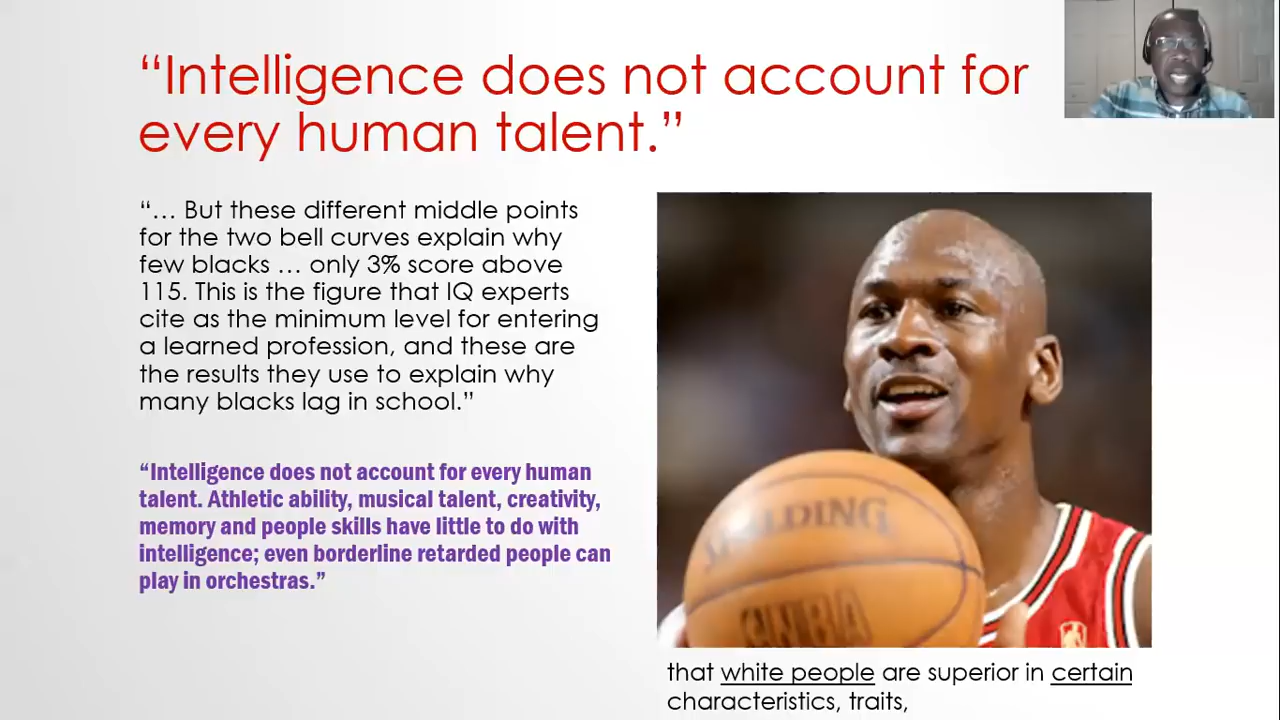 “Intelligence does not account for
every human talent.”
“... But these different middle points
for the two bell curves explain why
few blacks ... only 3% score above
115. This is the figure that IQ experts
cite as the minimum level for entering
a learned profession, and these are
the results they use to explain why
many blacks lag in school.”
“Intelligence does not account for every human
talent. Athletic ability, musical talent, creativity,
memory and people skills have little to do with
intelligence; even borderline retarded people can
play in orchestras.”
SPALDING
NBA
that white people are superior in certain
characteristics, traits,